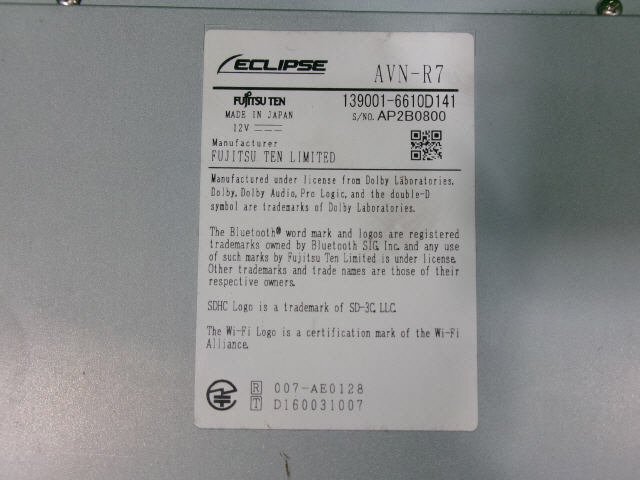 ECLIPSE AVN-R7
FUJITSU TEN 139001-6610D141
MADE IN JAPAN S/NO. AP2B0800
12V
Manufacturer
FUJITSU TEN LIMITED
Manufactured under license from Dolby Laboratories.
Dolby, Dolby Audio, Pro Logic, and the double-D
symbol are trademarks of Dolby Laboratories.
The Bluetooth® word mark and logos are registered
trademarks owned by Bluetooth SIG, Inc. and any use
of such marks by Fujitsu Ten Limited is under license.
Other trademarks and trade names are those of their
respective owners.
SDHC Logo is a trademark of SD-3C, LLC.
The Wi-Fi Logo is a certification mark of the Wi-Fi
Alliance.
R 007-AE0128
T D160031007